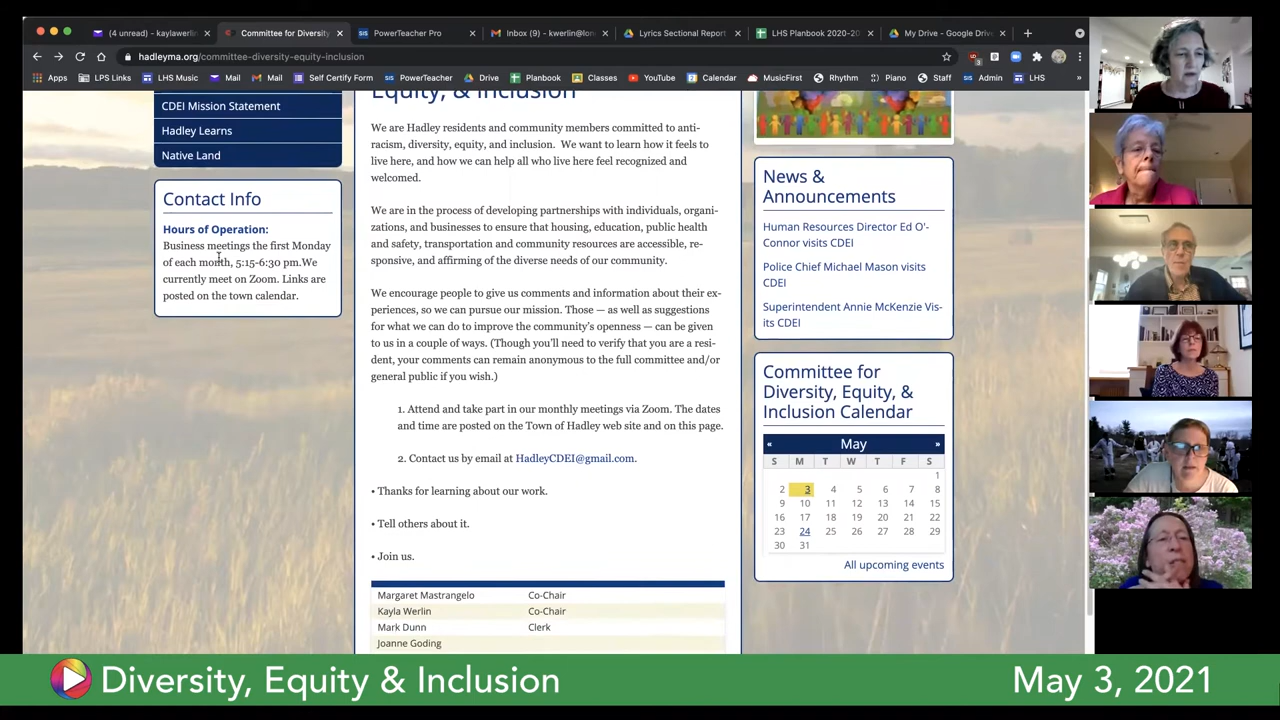 (4 unread) - kaylawerlin
Committee for Diversity
PowerTeacher Pro
Inbox (9) - kwerlin@lon
Lyrics Sectional Report
LHS Planbook 2020-20
My Drive - Google Drive
hadleyma.org/committee-diversity-equity-inclusion
Apps
LPS Links
LHS Music
Mail
Mail
Self Certify Form
PowerTeacher
Drive
Planbook
Classes
YouTube
Calendar
MusicFirst
Rhythm
Piano
Staff
Admin
LHS
CDEI Mission Statement
Hadley Learns
Native Land
Contact Info
Hours of Operation:
Business meetings the first Monday
of each month, 5:15-6:30 pm.We
currently meet on Zoom. Links are
posted on the town calendar.
Equity, & Inclusion
We are Hadley residents and community members committed to anti-
racism, diversity, equity, and inclusion. We want to learn how it feels to
live here, and how we can help all who live here feel recognized and
welcomed.
We are in the process of developing partnerships with individuals, organi-
zations, and businesses to ensure that housing, education, public health
and safety, transportation and community resources are accessible, re-
sponsive, and affirming of the diverse needs of our community.
We encourage people to give us comments and information about their ex-
periences, so we can pursue our mission. Those — as well as suggestions
for what we can do to improve the community's openness — can be given
to us in a couple of ways. (Though you'll need to verify that you are a resi-
dent, your comments can remain anonymous to the full committee and/or
general public if you wish.)
1. Attend and take part in our monthly meetings via Zoom. The dates
and time are posted on the Town of Hadley web site and on this page.
2. Contact us by email at HadleyCDEI@gmail.com.
• Thanks for learning about our work.
• Tell others about it.
• Join us.
Margaret Mastrangelo Co-Chair
Kayla Werlin Co-Chair
Mark Dunn Clerk
Joanne Goding
News &
Announcements
Human Resources Director Ed O'-
Connor visits CDEI
Police Chief Michael Mason visits
CDEI
Superintendent Annie McKenzie Vis-
its CDEI
Committee for
Diversity, Equity, &
Inclusion Calendar
« May »
S M T W T F S
1
2 3 4 5 6 7 8
9 10 11 12 13 14 15
16 17 18 19 20 21 22
23 24 25 26 27 28 29
30 31
All upcoming events
Diversity, Equity & Inclusion
May 3, 2021